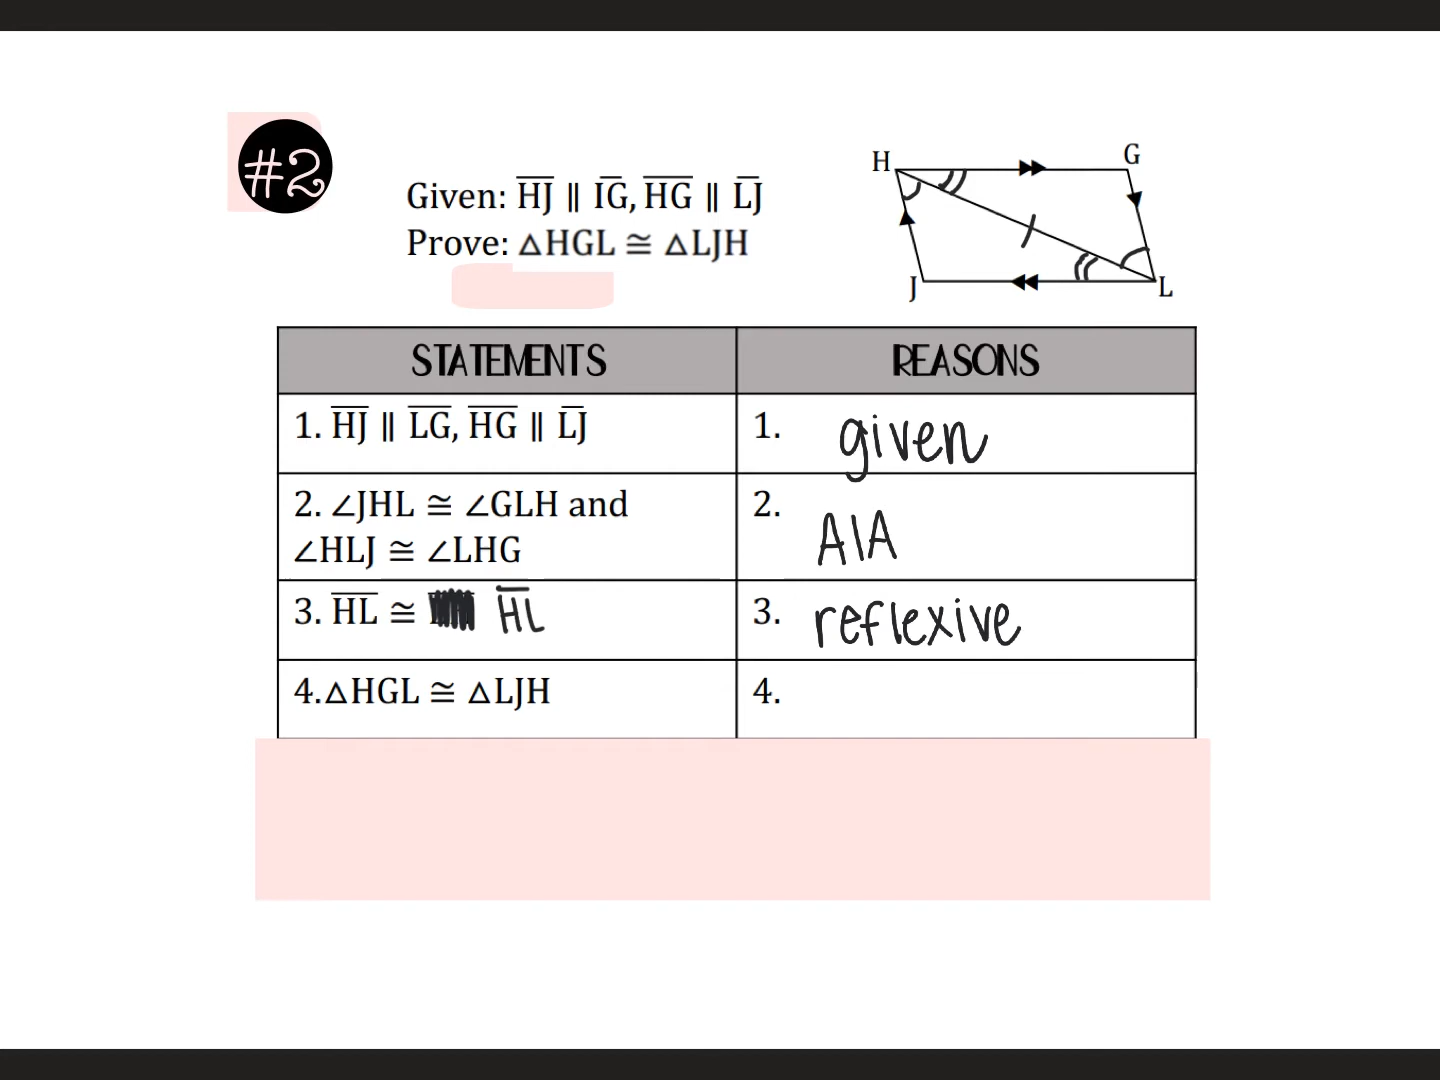 #2
Given: HJ ∥ IG, HG ∥ LJ
Prove: △HGL ≅ △LJH
H
G
J
L
STATEMENTS
REASONS
1. HJ ∥ LG, HG ∥ LJ
1. given
2. ∠JHL ≅ ∠GLH and
∠HLJ ≅ ∠LHG
2. AIA
3. HL ≅ HL
3. reflexive
4.△HGL ≅ △LJH
4.